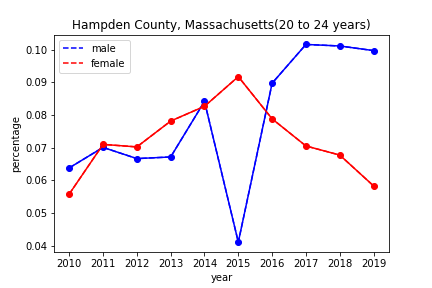 Hampden County, Massachusetts(20 to 24 years)
male
female
0.10
0.09
0.08
0.07
0.06
0.05
0.04
percentage
2010 2011 2012 2013 2014 2015 2016 2017 2018 2019
year